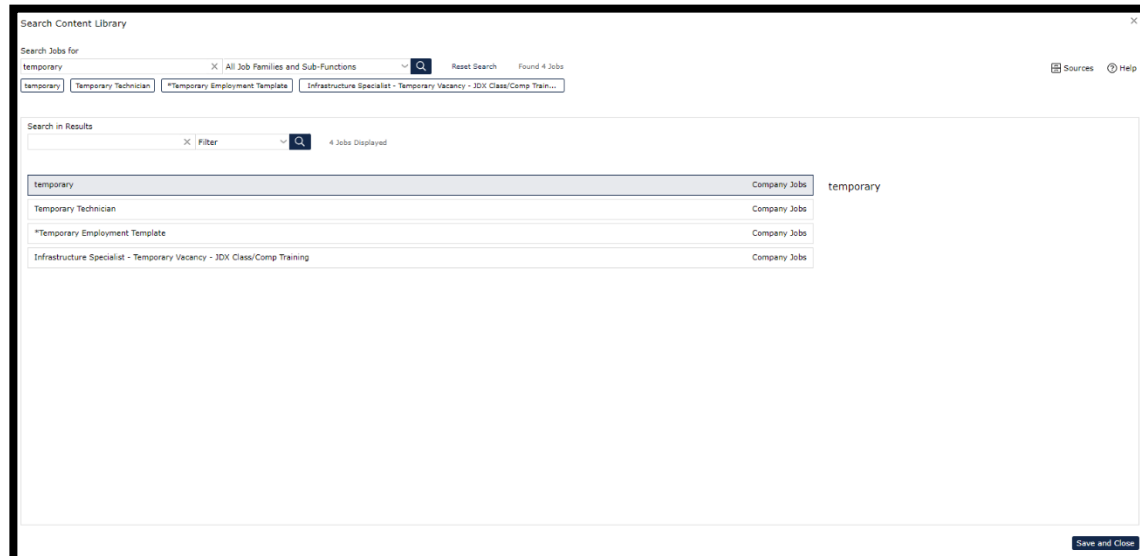 Search Content Library
Search Jobs for
temporary All Job Families and Sub-Functions Reset Search Found 4 Jobs
Sources Help
temporary Temporary Technician *Temporary Employment Template Infrastructure Specialist - Temporary Vacancy - JDX Class/Comp Train...
Search in Results
Filter 4 Jobs Displayed
temporary Company Jobs
temporary
Temporary Technician Company Jobs
*Temporary Employment Template Company Jobs
Infrastructure Specialist - Temporary Vacancy - JDX Class/Comp Training Company Jobs
Save and Close